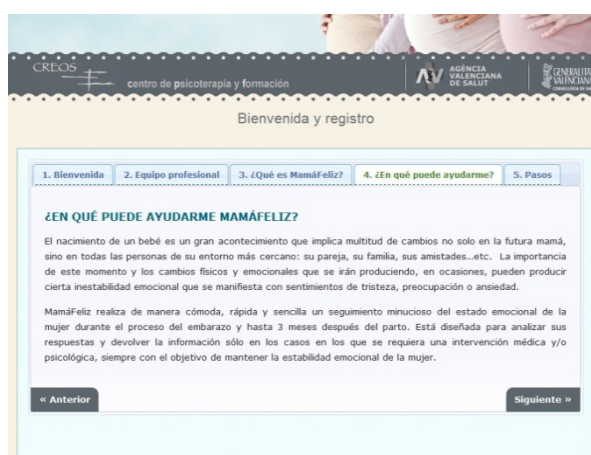 CREOS
centro de psicoterapia y formación
AGÈNCIA
VALENCIANA
DE SALUT
GENERALITA
VALENCIANA
Bienvenida y registro
1. Bienvenida
2. Equipo profesional
3. ¿Qué es MamáFeliz?
4. ¿En qué puede ayudarme?
5. Pasos
¿EN QUÉ PUEDE AYUDARME MAMÁFELIZ?
El nacimiento de un bebé es un gran acontecimiento que implica multitud de cambios no solo en la futura mamá,
sino en todas las personas de su entorno más cercano: su pareja, su familia, sus amistades...etc. La importancia
de este momento y los cambios físicos y emocionales que se irán produciendo, en ocasiones, pueden producir
cierta inestabilidad emocional que se manifiesta con sentimientos de tristeza, preocupación o ansiedad.
MamáFeliz realiza de manera cómoda, rápida y sencilla un seguimiento minucioso del estado emocional de la
mujer durante el proceso del embarazo y hasta 3 meses después del parto. Está diseñada para analizar sus
respuestas y devolver la información sólo en los casos en los que se requiera una intervención médica y/o
psicológica, siempre con el objetivo de mantener la estabilidad emocional de la mujer.
« Anterior
Siguiente »